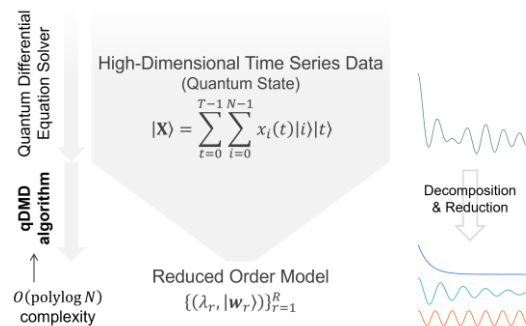 Quantum Differential
Equation Solver
High-Dimensional Time Series Data
(Quantum State)
|𝐗⟩ = ∑_{t=0}^{T−1} ∑_{i=0}^{N−1} x_i(t)|i⟩|t⟩
qDMD
algorithm
Decomposition
& Reduction
O(polylog N)
complexity
Reduced Order Model
{(λ_r, |𝒘_r⟩)}_{r=1}^{R}